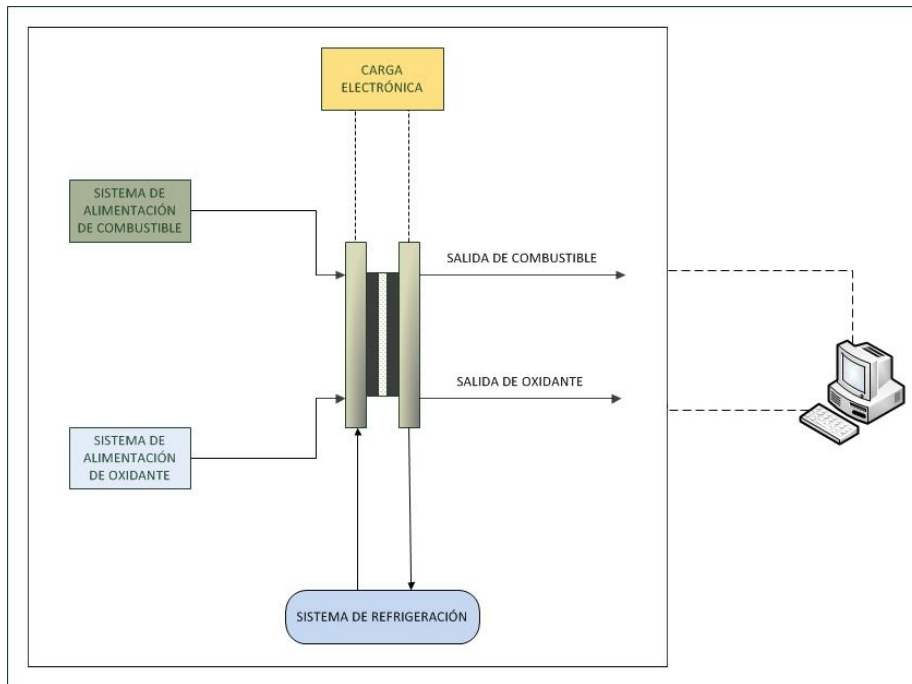 CARGA
ELECTRÓNICA
SISTEMA DE
ALIMENTACIÓN
DE COMBUSTIBLE
SALIDA DE COMBUSTIBLE
SALIDA DE OXIDANTE
SISTEMA DE
ALIMENTACIÓN
DE OXIDANTE
SISTEMA DE REFRIGERACIÓN